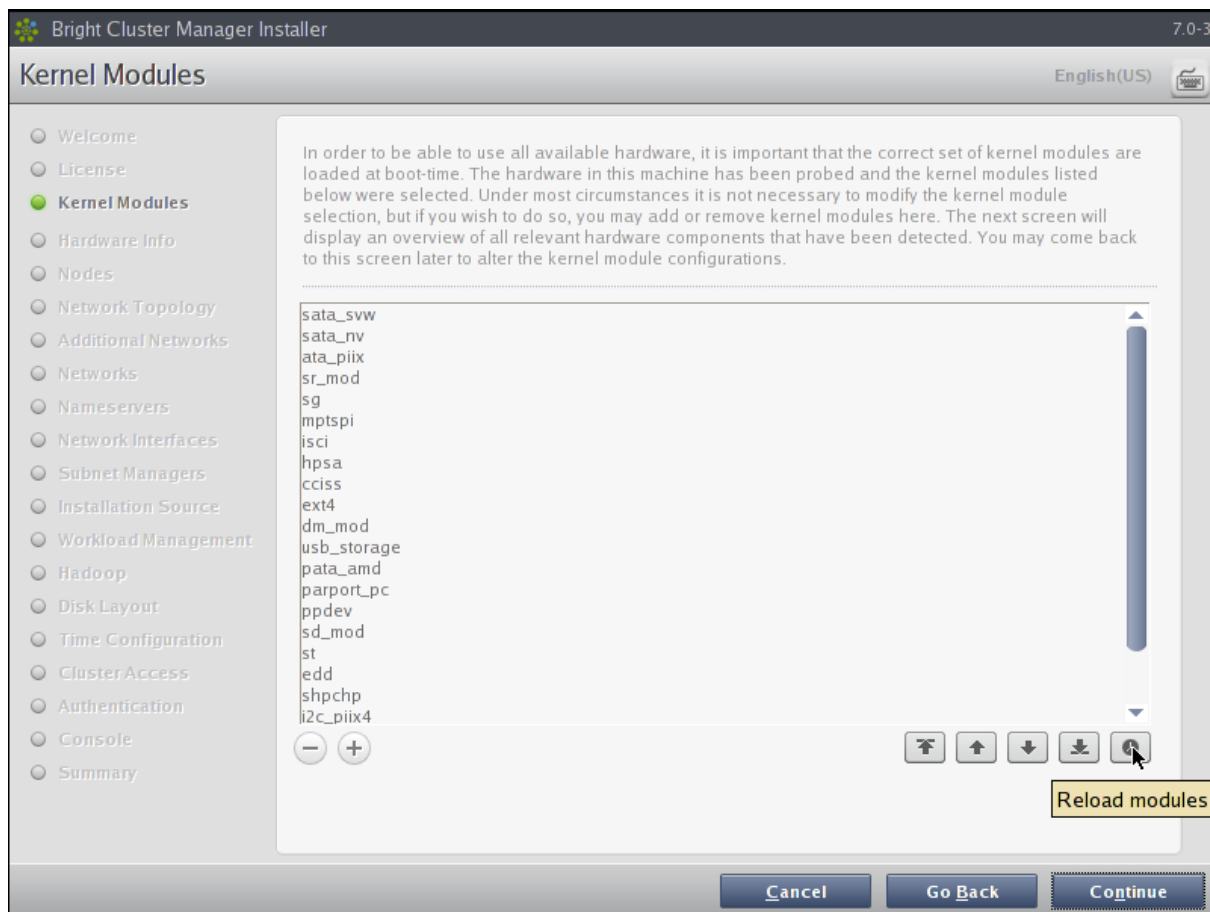 Bright Cluster Manager Installer
7.0-3
Kernel Modules
English(US)
Welcome
License
Kernel Modules
Hardware Info
Nodes
Network Topology
Additional Networks
Networks
Nameservers
Network Interfaces
Subnet Managers
Installation Source
Workload Management
Hadoop
Disk Layout
Time Configuration
Cluster Access
Authentication
Console
Summary
In order to be able to use all available hardware, it is important that the correct set of kernel modules are
loaded at boot-time. The hardware in this machine has been probed and the kernel modules listed
below were selected. Under most circumstances it is not necessary to modify the kernel module
selection, but if you wish to do so, you may add or remove kernel modules here. The next screen will
display an overview of all relevant hardware components that have been detected. You may come back
to this screen later to alter the kernel module configurations.
sata_svw
sata_nv
ata_piix
sr_mod
sg
mptspi
isci
hpsa
cciss
ext4
dm_mod
usb_storage
pata_amd
parport_pc
ppdev
sd_mod
st
edd
shpchp
i2c_piix4
Reload modules
Cancel
Go Back
Continue